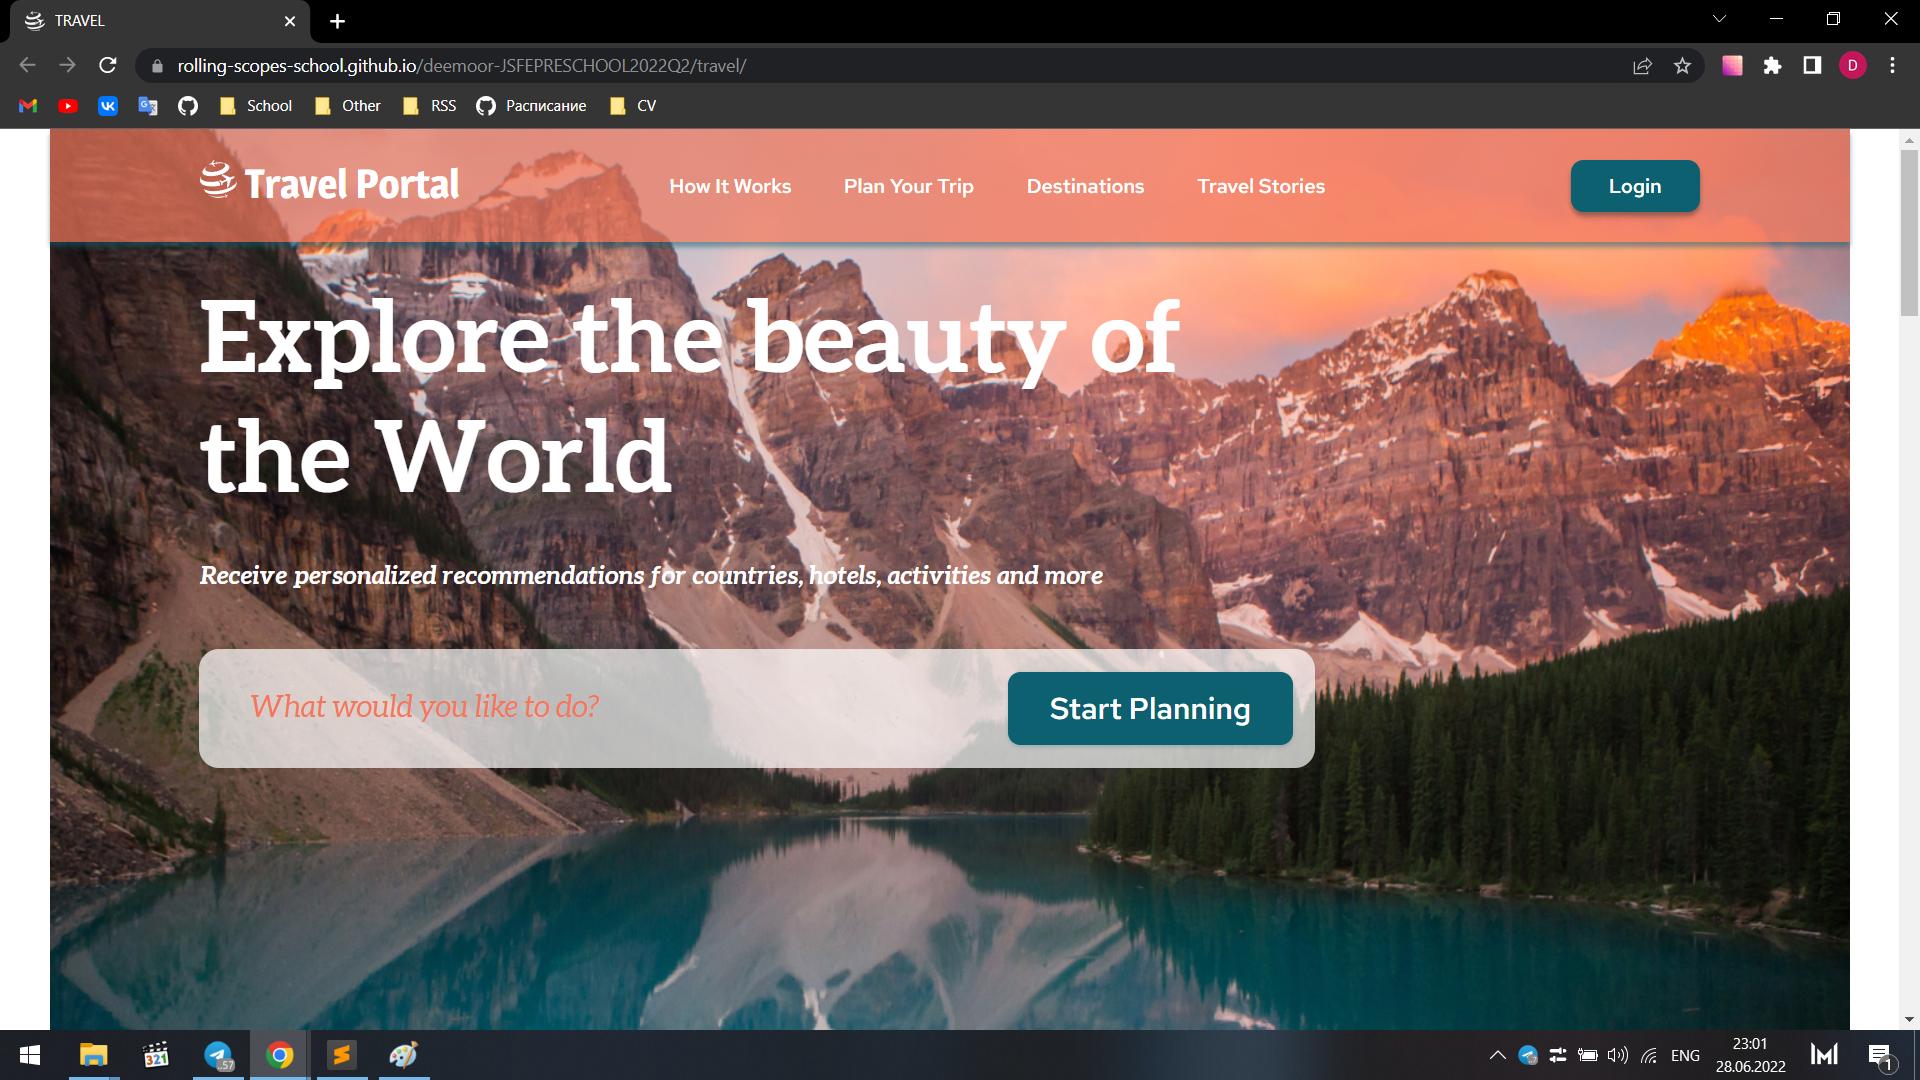 TRAVEL
rolling-scopes-school.github.io/deemoor-JSFEPRESCHOOL2022Q2/travel/
D
School Other RSS Расписание CV
Travel Portal How It Works Plan Your Trip Destinations Travel Stories Login
Explore the beauty of
the World
Receive personalized recommendations for countries, hotels, activities and more
What would you like to do? Start Planning
321
57
ENG
23:01
28.06.2022
1